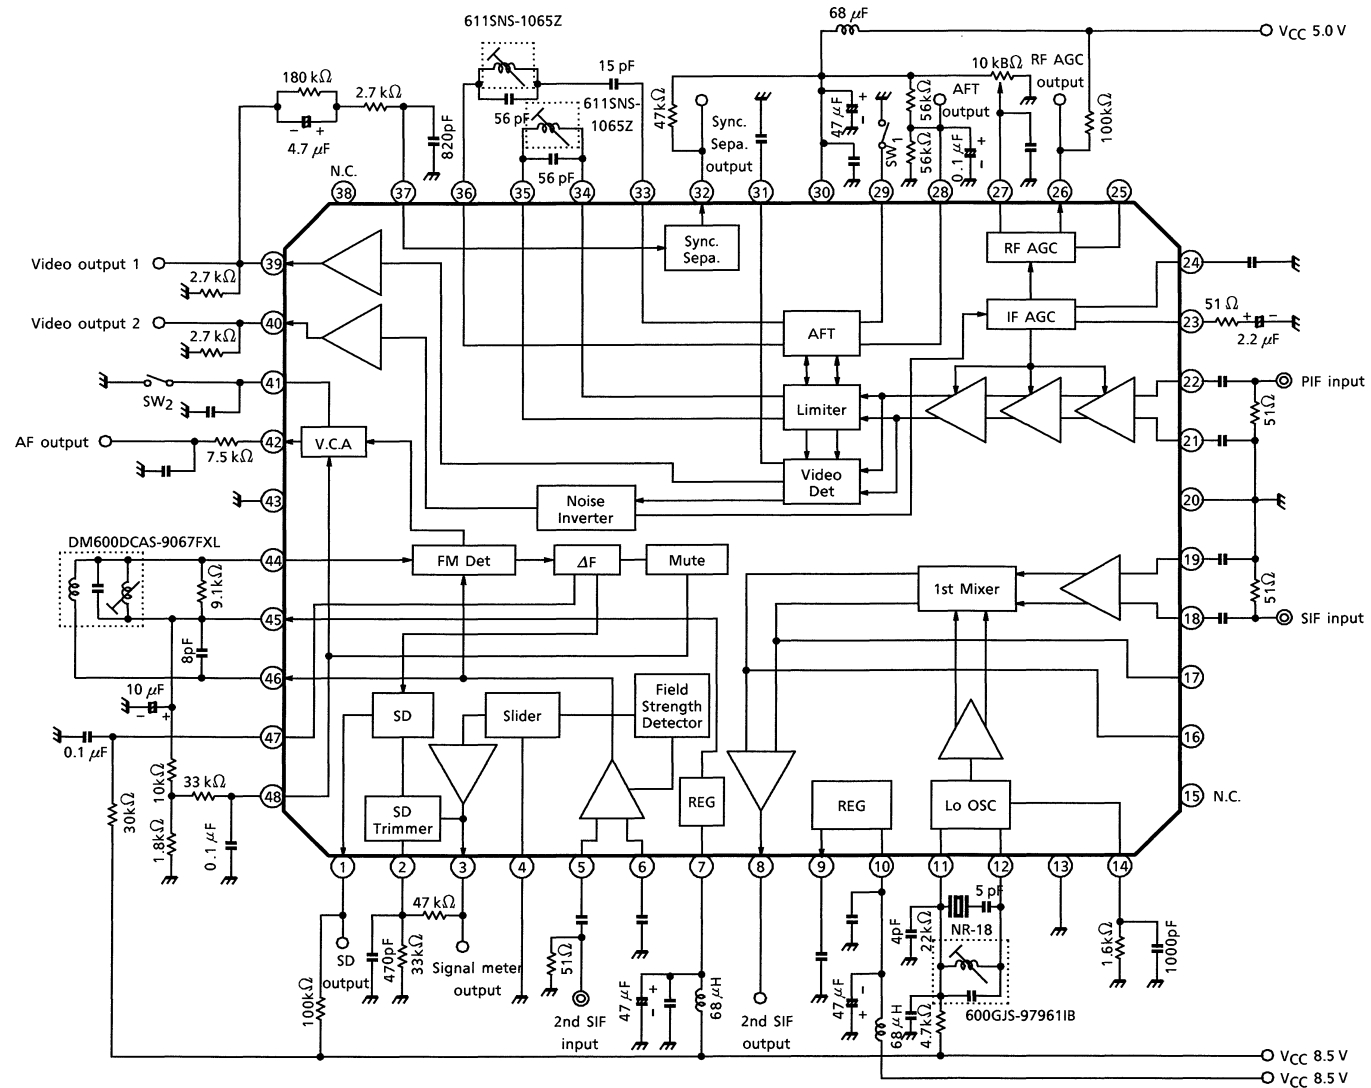 611SNS-1065Z
68 μF
VCC 5.0 V
180 kΩ
2.7 kΩ
4.7 μF
820pF
15 pF
56 pF
611SNS-
1065Z
56 pF
47kΩ
Sync.
Sepa.
output
47 μF
SW1
56kΩ
56kΩ
AFT
output
0.1 μF
10 kBΩ
RF AGC
output
100kΩ
N.C.
38
37
36
35
34
33
32
31
30
29
28
27
26
25
Sync.
Sepa.
RF AGC
IF AGC
AFT
Limiter
Video
Det
Noise
Inverter
V.C.A
FM Det
ΔF
Mute
1st Mixer
SD
Slider
Field
Strength
Detector
SD
Trimmer
REG
REG
Lo OSC
Video output 1
39
2.7 kΩ
Video output 2
40
2.7 kΩ
SW2
41
AF output
42
7.5 kΩ
43
DM600DCAS-9067FXL
44
9.1kΩ
45
8pF
46
10 μF
47
0.1 μF
10kΩ
33 kΩ
48
30kΩ
1.8kΩ
0.1 μF
24
23
51 Ω
2.2 μF
22
PIF input
51Ω
21
20
19
51Ω
18
SIF input
17
16
15
N.C.
1
2
3
4
5
6
7
8
9
10
11
12
13
14
SD
output
100kΩ
47 kΩ
470pF
33kΩ
Signal meter
output
51Ω
2nd SIF
input
47 μF
68 μH
2nd SIF
output
47 μF
68 μH
4pF
22kΩ
5 pF
NR-18
4.7kΩ
600GJS-97961IB
1.6kΩ
1000pF
VCC 8.5 V
VCC 8.5 V